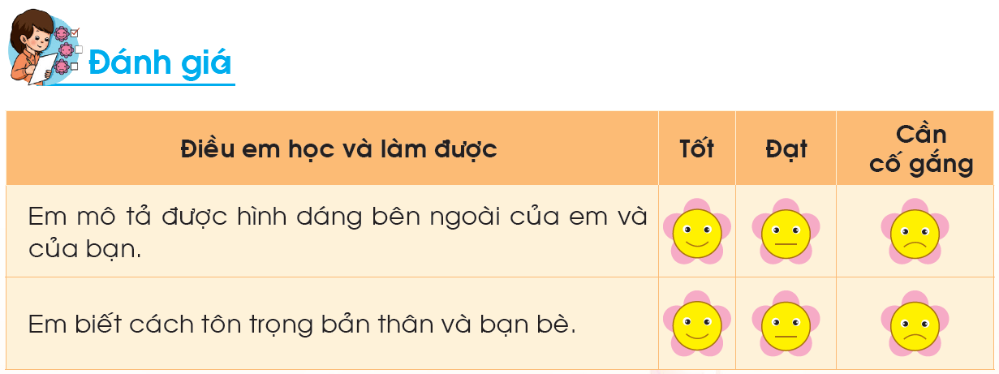 Đánh giá
Điều em học và làm được
Tốt
Đạt
Cần
cố gắng
Em mô tả được hình dáng bên ngoài của em và
của bạn.
Em biết cách tôn trọng bản thân và bạn bè.